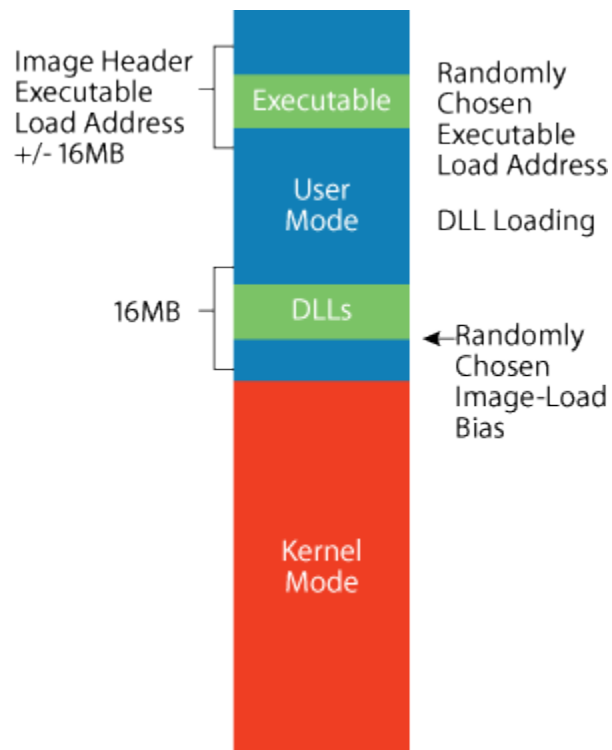 Image Header
Executable
Load Address
+/- 16MB
Executable
Randomly
Chosen
Executable
Load Address
User
Mode
DLL Loading
16MB
DLLs
Randomly
Chosen
Image-Load
Bias
Kernel
Mode